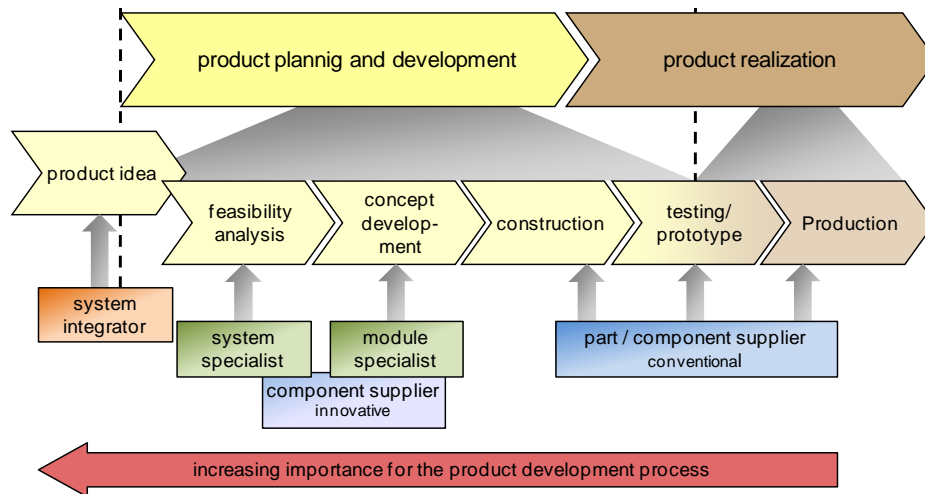 product plannig and development
product realization
product idea
feasibility
analysis
concept
develop-
ment
construction
testing/
prototype
Production
system
integrator
system
specialist
module
specialist
part / component supplier
conventional
component supplier
innovative
increasing importance for the product development process